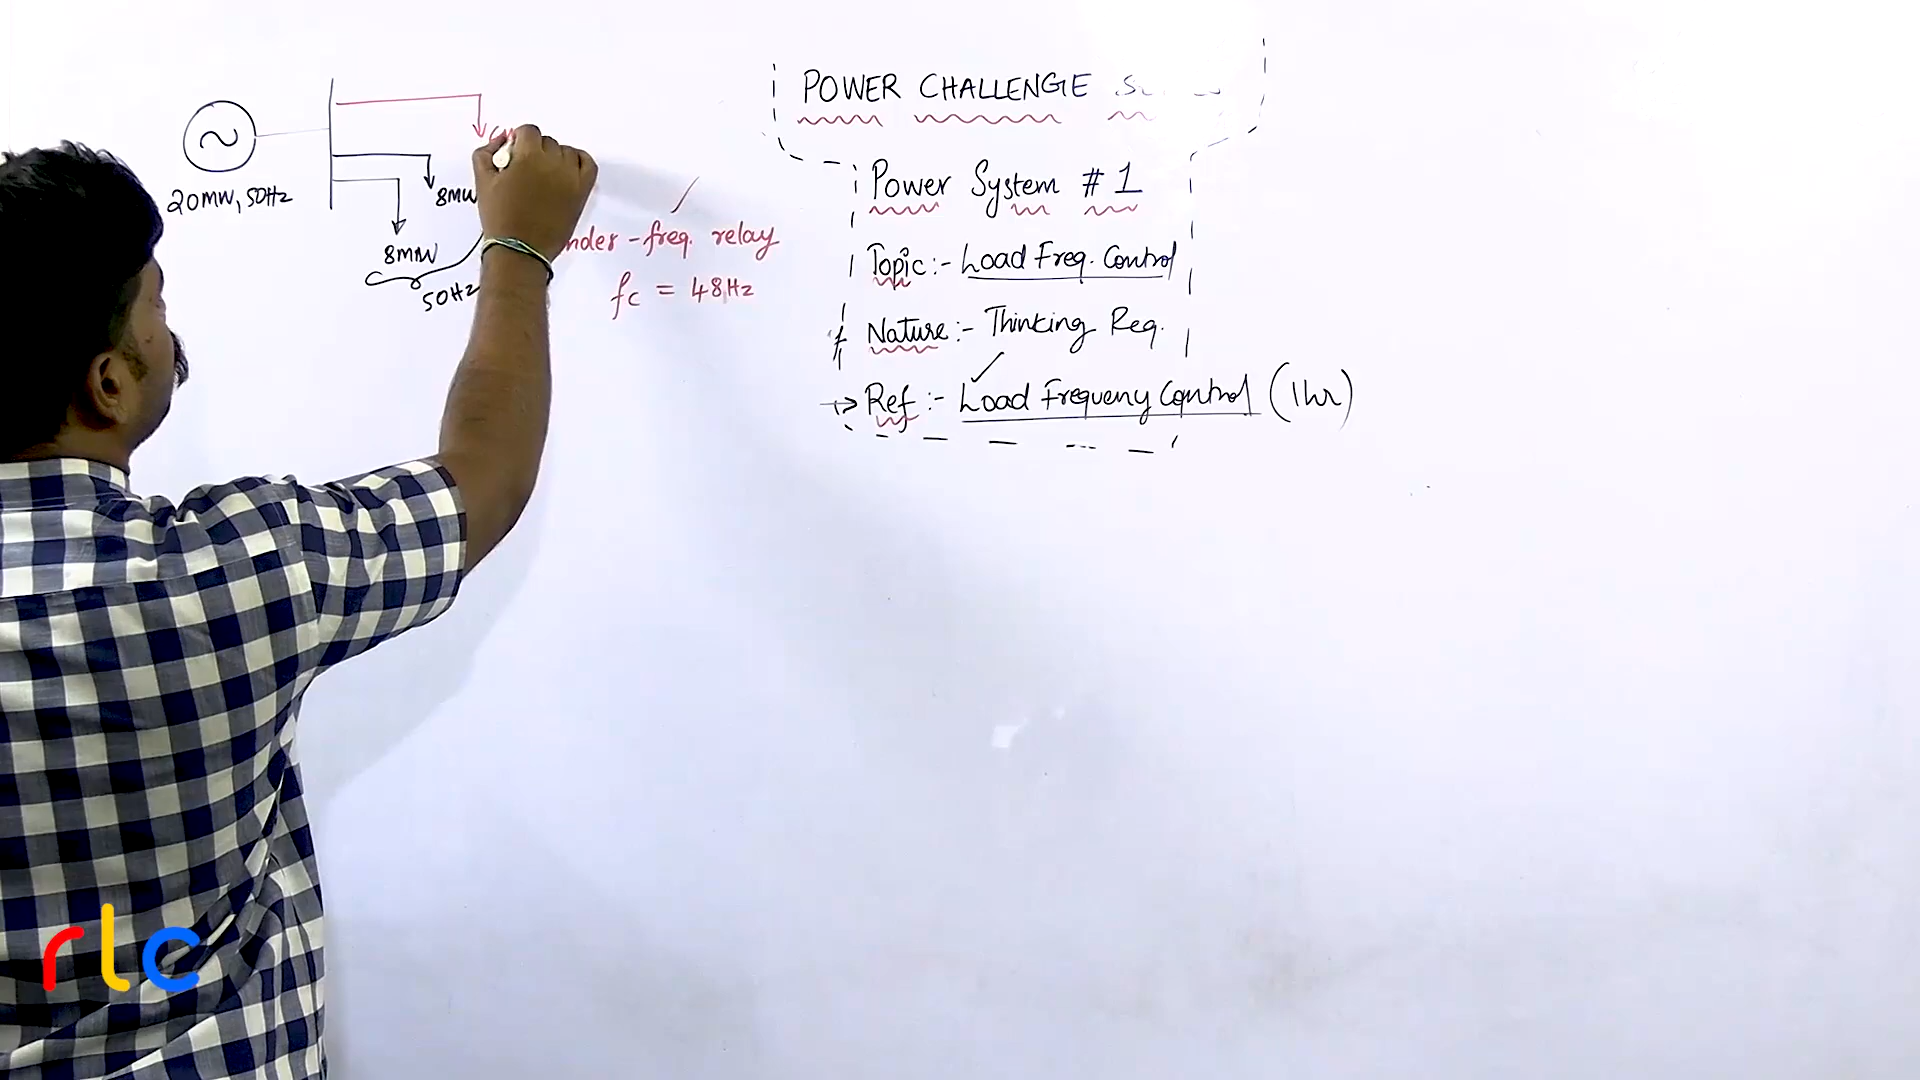 20MW, 50Hz
8MW
8MW
50Hz
-freq. relay
fc = 48Hz
POWER CHALLENGE
Power System # 1
Topic :- Load Freq. Control
Nature :- Thinking Req.
Ref :- Load Frequency Control (1hr)
rlc